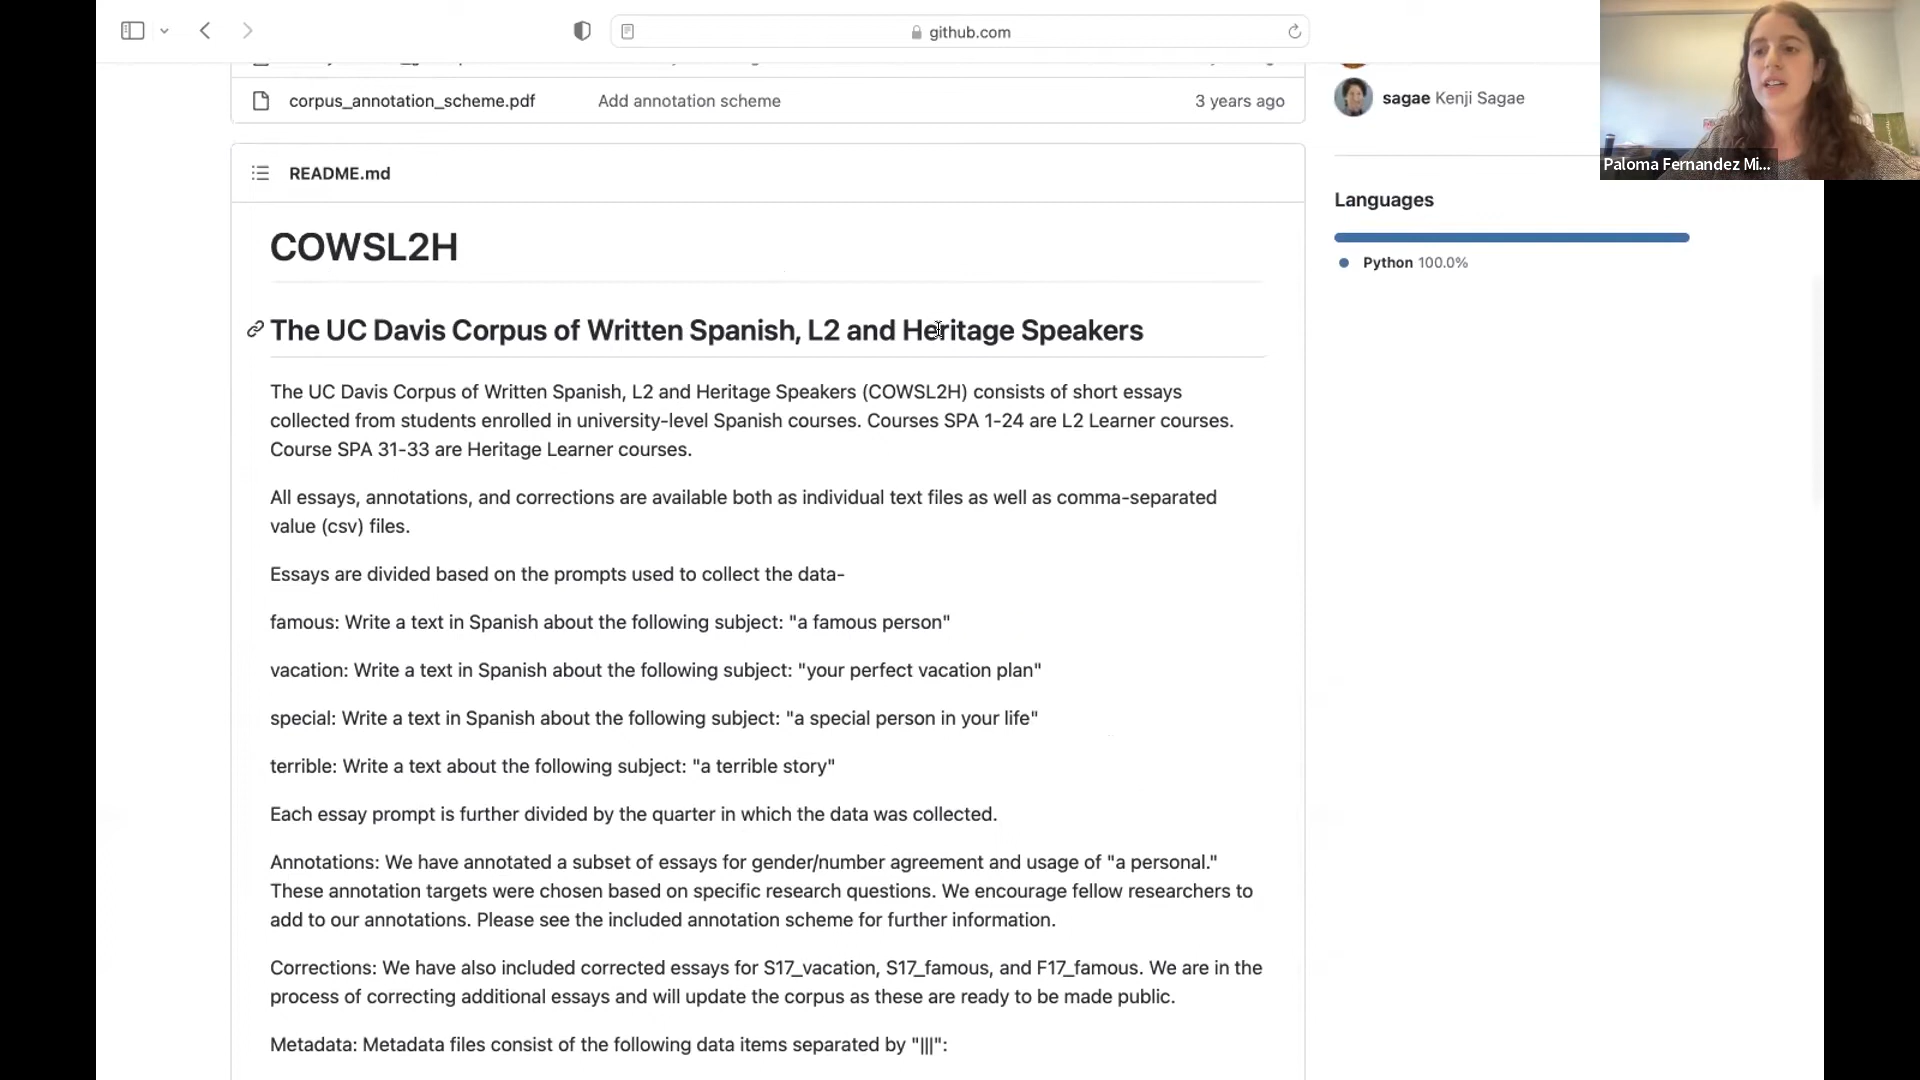 github.com
corpus_annotation_scheme.pdf Add annotation scheme 3 years ago
sagae Kenji Sagae
Paloma Fernandez Mi...
README.md
Languages
Python 100.0%
COWSL2H
The UC Davis Corpus of Written Spanish, L2 and Heritage Speakers
The UC Davis Corpus of Written Spanish, L2 and Heritage Speakers (COWSL2H) consists of short essays
collected from students enrolled in university-level Spanish courses. Courses SPA 1-24 are L2 Learner courses.
Course SPA 31-33 are Heritage Learner courses.
All essays, annotations, and corrections are available both as individual text files as well as comma-separated
value (csv) files.
Essays are divided based on the prompts used to collect the data-
famous: Write a text in Spanish about the following subject: "a famous person"
vacation: Write a text in Spanish about the following subject: "your perfect vacation plan"
special: Write a text in Spanish about the following subject: "a special person in your life"
terrible: Write a text about the following subject: "a terrible story"
Each essay prompt is further divided by the quarter in which the data was collected.
Annotations: We have annotated a subset of essays for gender/number agreement and usage of "a personal."
These annotation targets were chosen based on specific research questions. We encourage fellow researchers to
add to our annotations. Please see the included annotation scheme for further information.
Corrections: We have also included corrected essays for S17_vacation, S17_famous, and F17_famous. We are in the
process of correcting additional essays and will update the corpus as these are ready to be made public.
Metadata: Metadata files consist of the following data items separated by "|||":